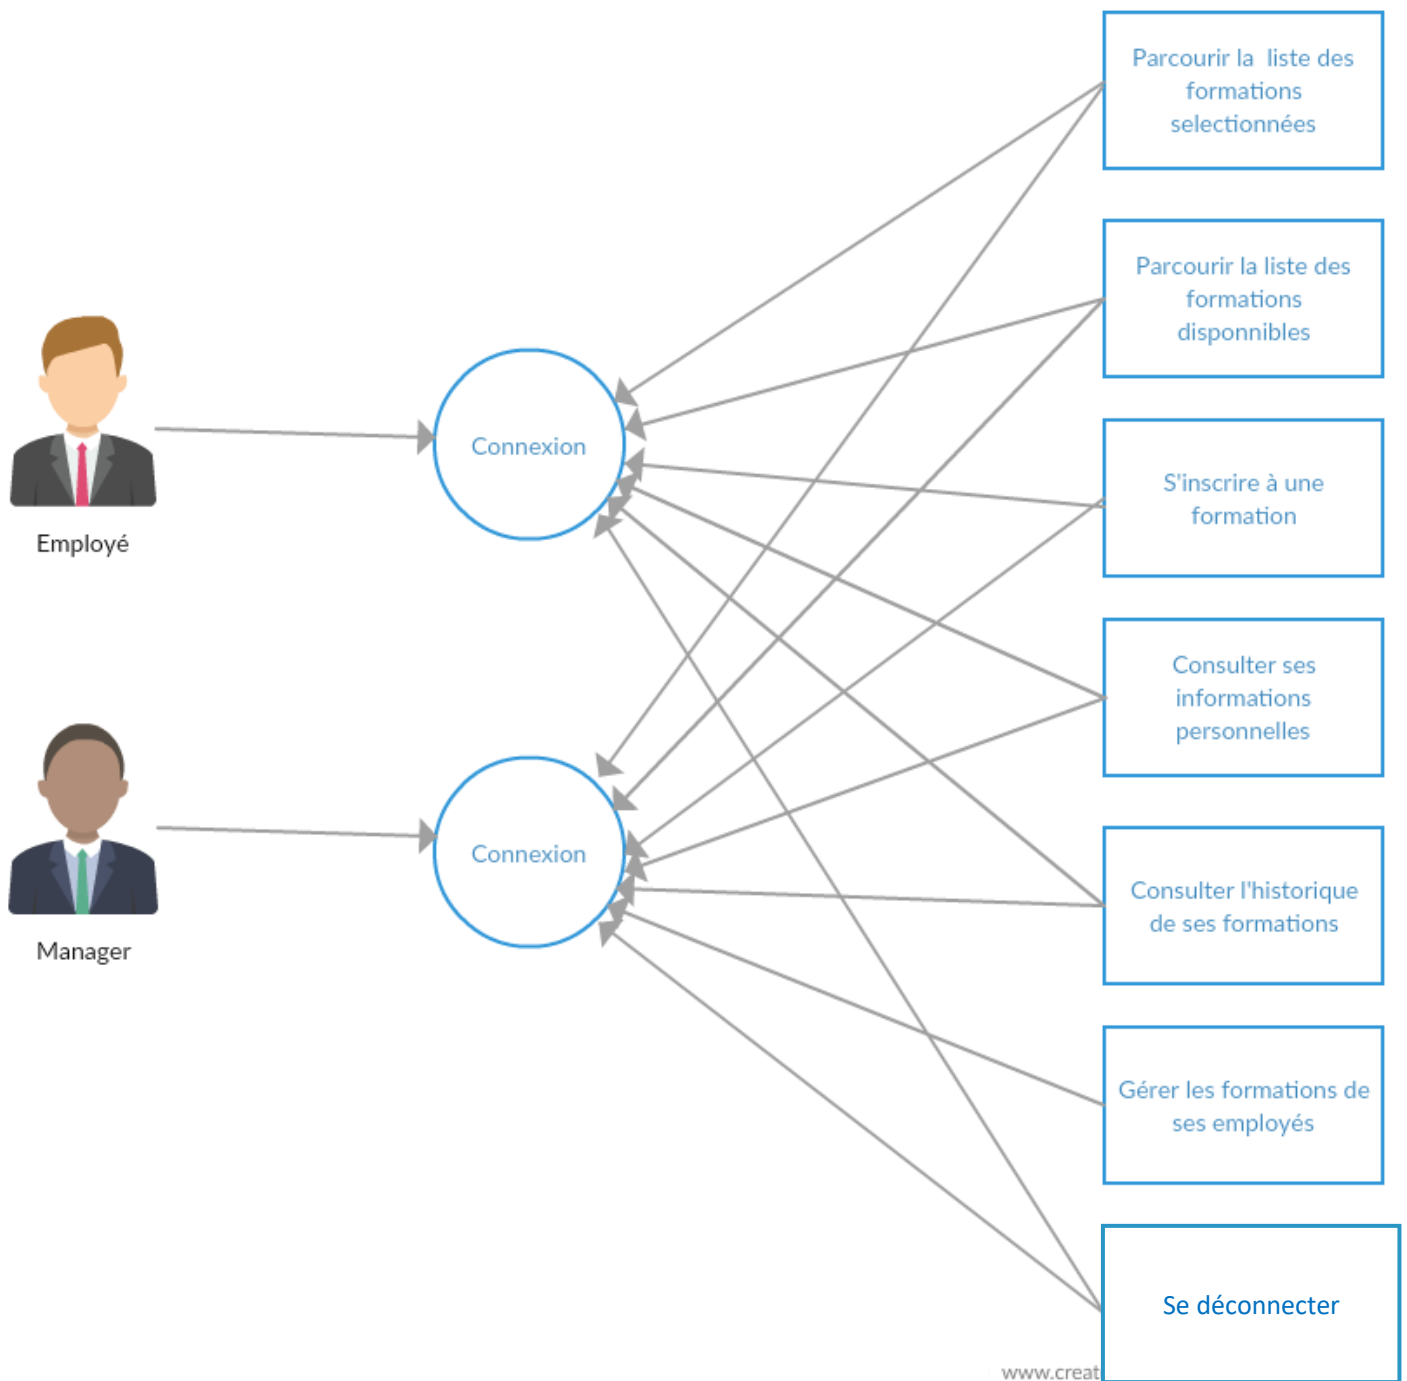 Parcourir la liste des
formations
selectionnées
Parcourir la liste des
formations
disponnibles
Connexion
S'inscrire à une
formation
Employé
Consulter ses
informations
personnelles
Connexion
Consulter l'historique
de ses formations
Manager
Gérer les formations de
ses employés
Se déconnecter
www.creat